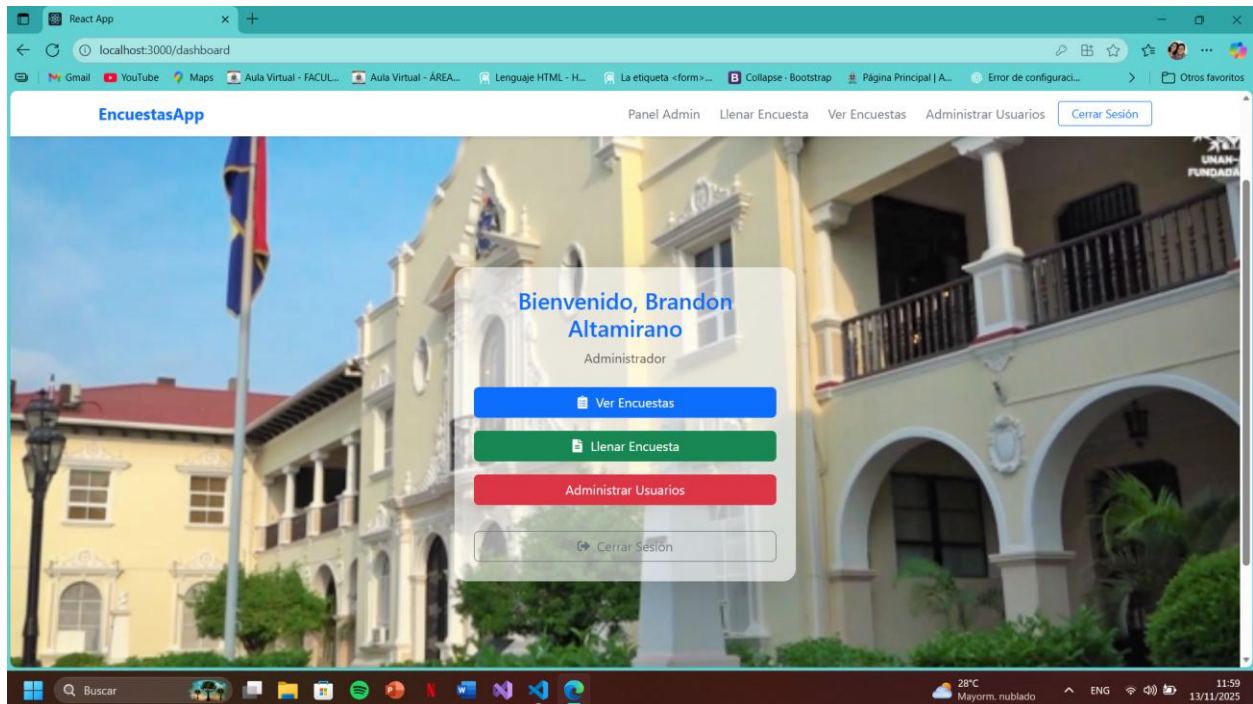 React App
localhost:3000/dashboard
Gmail
YouTube
Maps
Aula Virtual - FACUL...
Aula Virtual - ÁREA...
Lenguaje HTML - H...
La etiqueta <form>...
Collapse · Bootstrap
Página Principal | A...
Error de configuraci...
Otros favoritos
EncuestasApp
Panel Admin
Llenar Encuesta
Ver Encuestas
Administrar Usuarios
Cerrar Sesión
UNAN-
FUNDADA
Bienvenido, Brandon
Altamirano
Administrador
Ver Encuestas
Llenar Encuesta
Administrar Usuarios
Cerrar Sesión
Buscar
28°C
Mayorm. nublado
ENG
11:59
13/11/2025